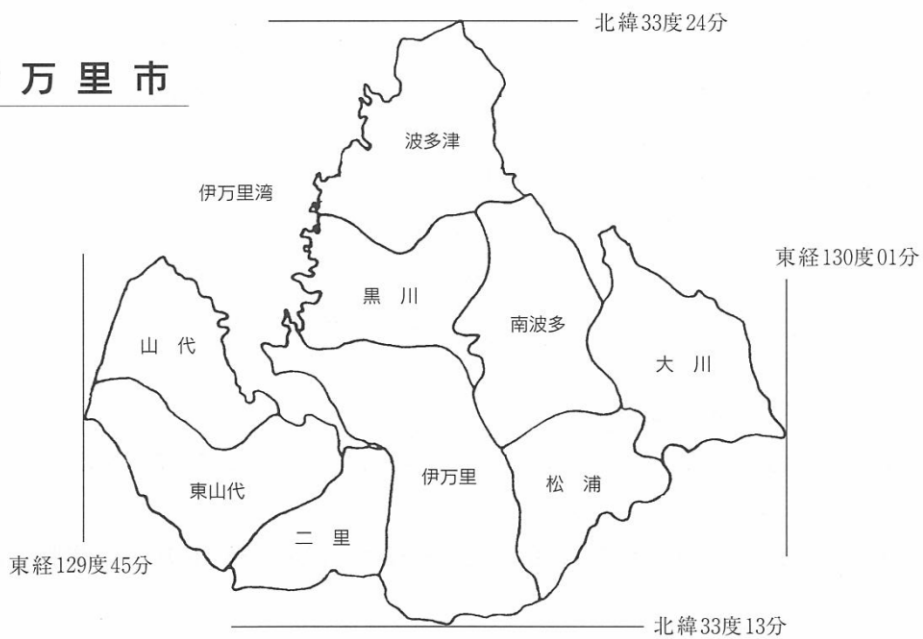 北緯33度24分
万里市
波多津
伊万里湾
東経130度01分
黒川
南波多
山代
大川
伊万里
松浦
東山代
二里
東経129度45分
北緯33度13分